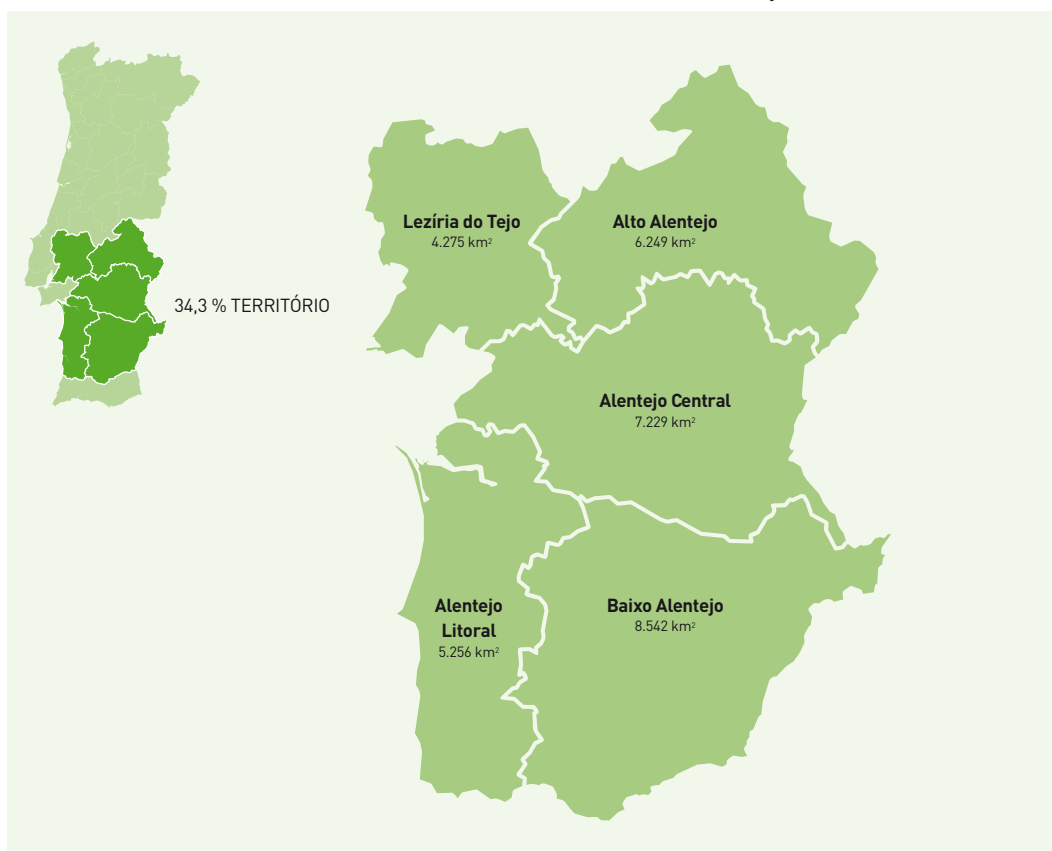 Lezíria do Tejo
4.275 km²
Alto Alentejo
6.249 km²
34,3 % TERRITÓRIO
Alentejo Central
7.229 km²
Alentejo
Litoral
5.256 km²
Baixo Alentejo
8.542 km²